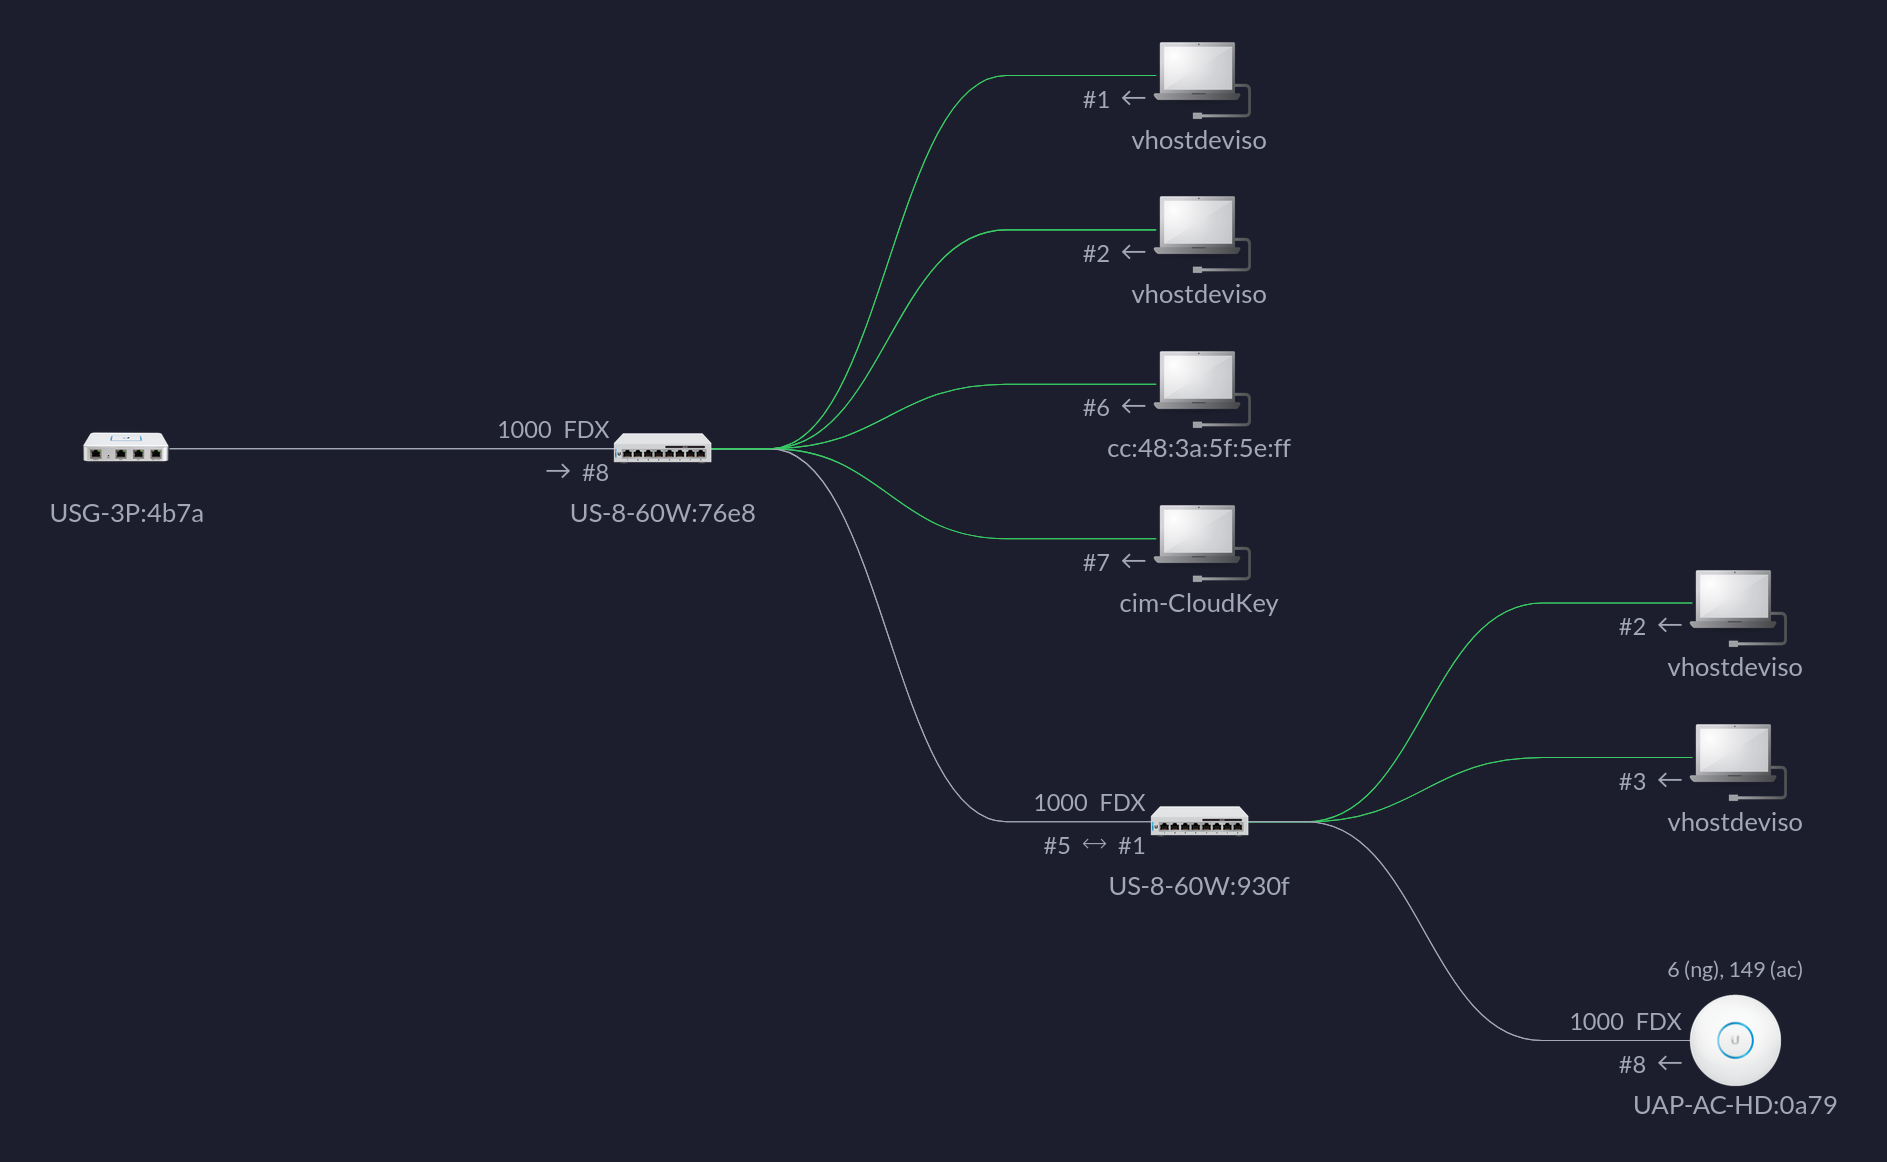 #1 ←
vhostdeviso
#2 ←
vhostdeviso
#6 ←
cc:48:3a:5f:5e:ff
#7 ←
cim-CloudKey
1000 FDX
→ #8
USG-3P:4b7a
US-8-60W:76e8
#2 ←
vhostdeviso
#3 ←
vhostdeviso
1000 FDX
#5 ↔ #1
US-8-60W:930f
6 (ng), 149 (ac)
1000 FDX
#8 ←
UAP-AC-HD:0a79